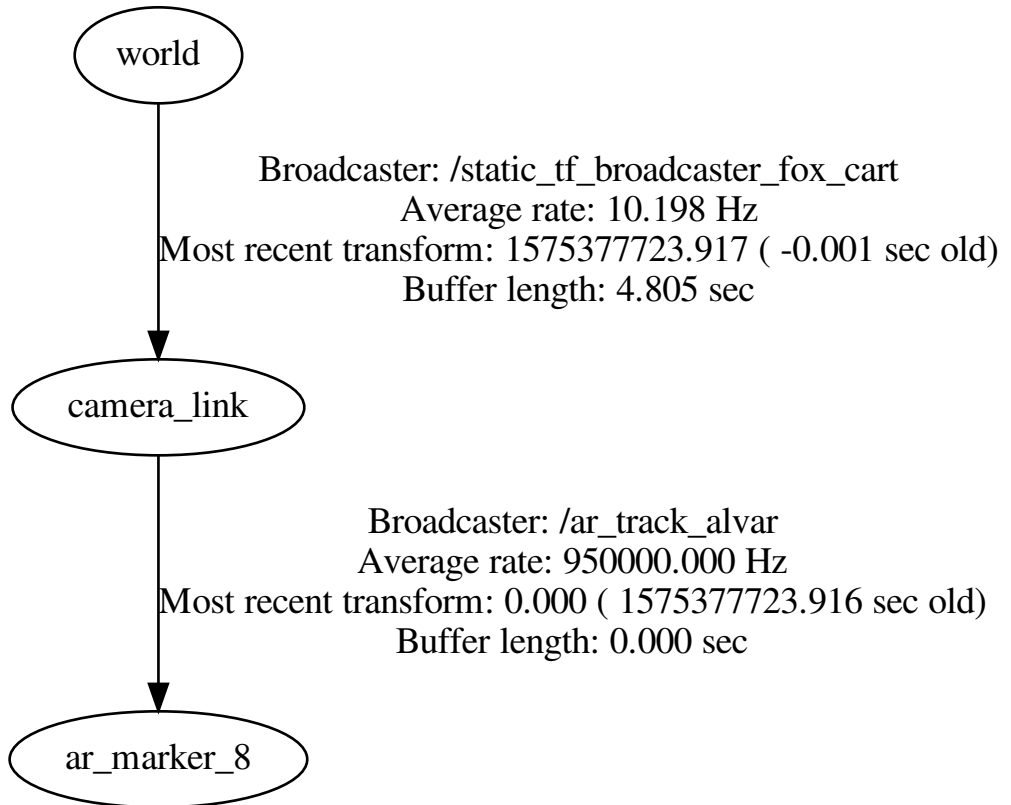 world
Broadcaster: /static_tf_broadcaster_fox_cart
Average rate: 10.198 Hz
Most recent transform: 1575377723.917 ( -0.001 sec old)
Buffer length: 4.805 sec
camera_link
Broadcaster: /ar_track_alvar
Average rate: 950000.000 Hz
Most recent transform: 0.000 ( 1575377723.916 sec old)
Buffer length: 0.000 sec
ar_marker_8